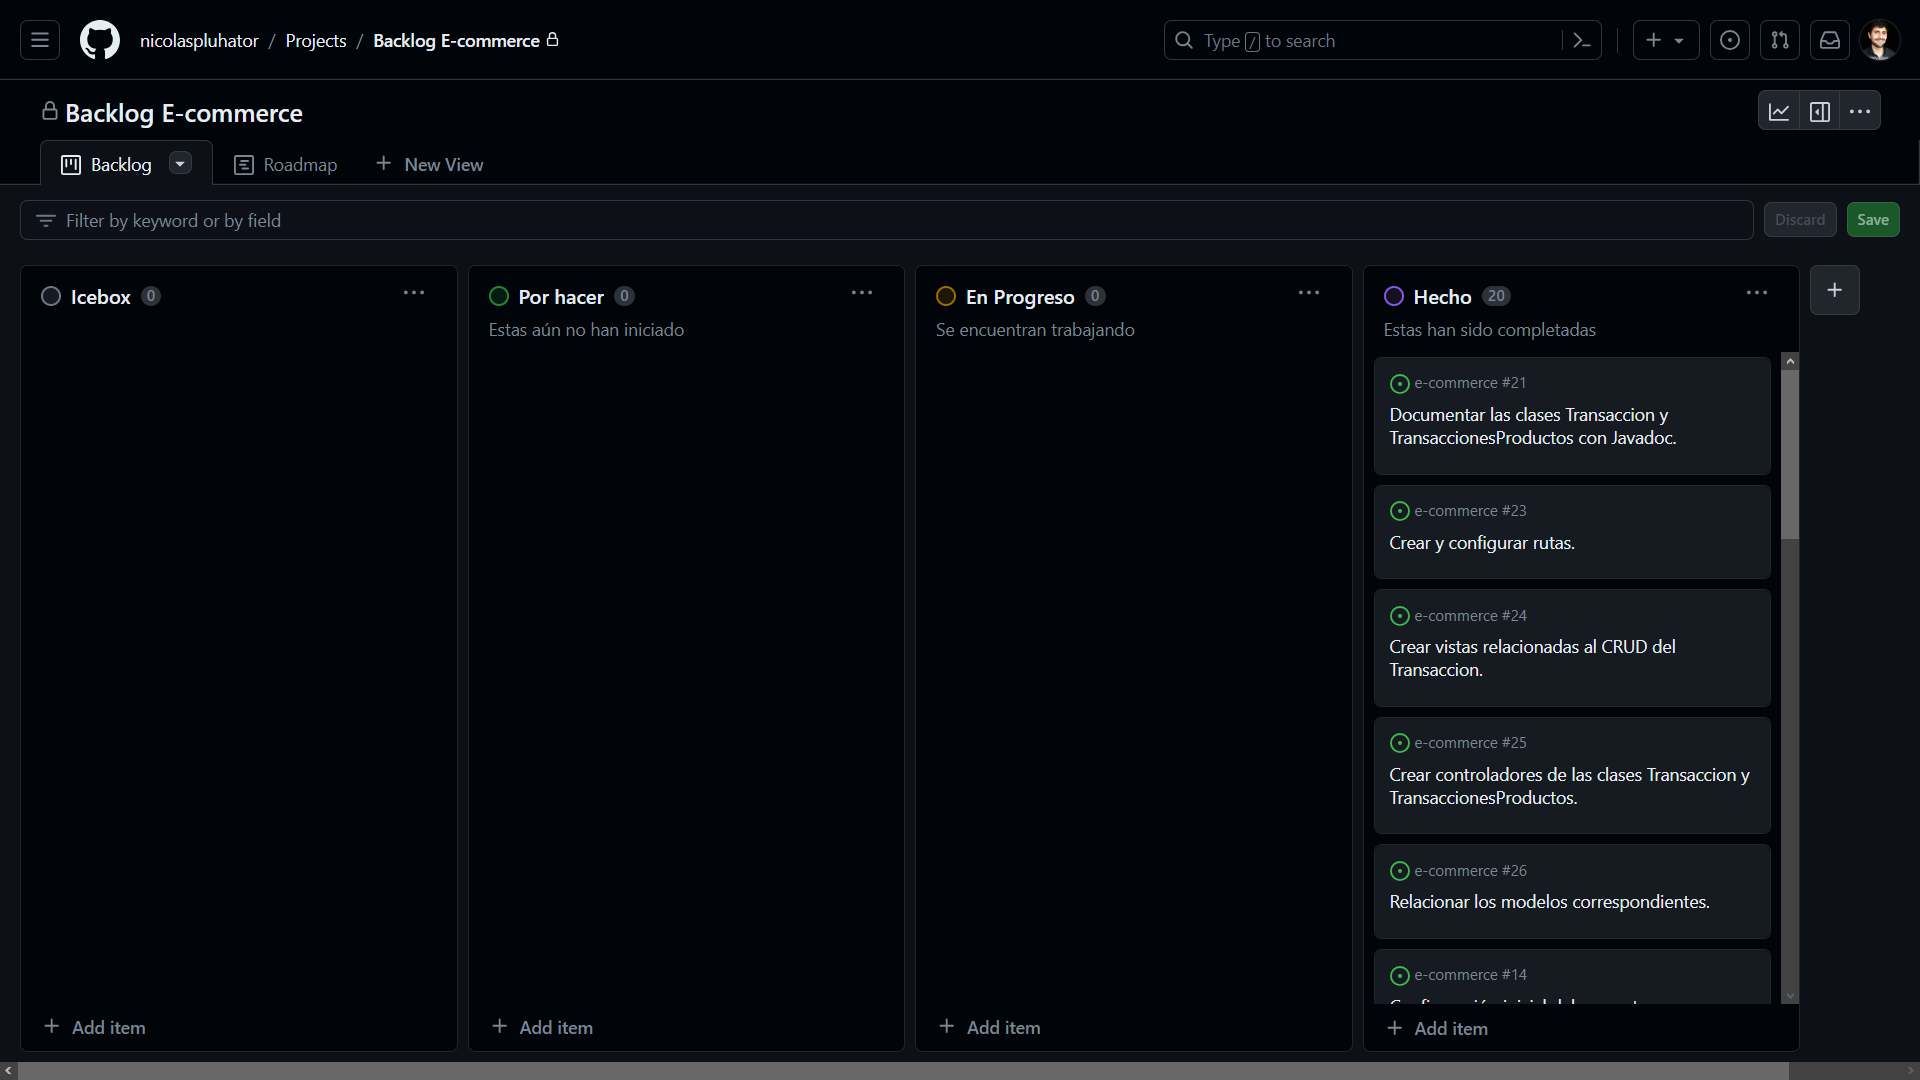 nicolaspluhator / Projects / Backlog E-commerce
Type / to search
Backlog E-commerce
Backlog
Roadmap
New View
Filter by keyword or by field
Discard
Save
Icebox 0
Add item
Por hacer 0
Estas aún no han iniciado
Add item
En Progreso 0
Se encuentran trabajando
Add item
Hecho 20
Estas han sido completadas
e-commerce #21
Documentar las clases Transaccion y
TransaccionesProductos con Javadoc.
e-commerce #23
Crear y configurar rutas.
e-commerce #24
Crear vistas relacionadas al CRUD del
Transaccion.
e-commerce #25
Crear controladores de las clases Transaccion y
TransaccionesProductos.
e-commerce #26
Relacionar los modelos correspondientes.
e-commerce #14
Add item